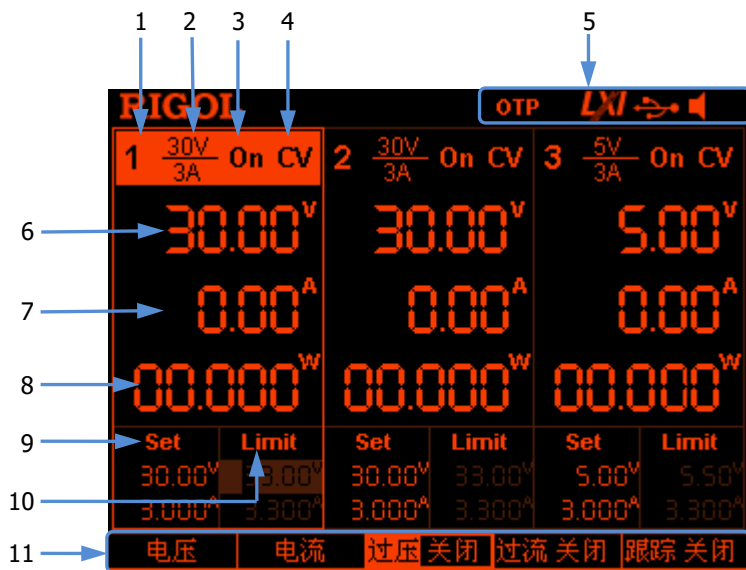 1 2 3 4 5
RIGOL OTP LXI
1 30V/3A On CV 2 30V/3A On CV 3 5V/3A On CV
6 30.00V 30.00V 5.00V
7 0.00A 0.00A 0.00A
8 00.000W 00.000W 00.000W
9 Set Limit Set Limit Set Limit
30.00V 33.00V 30.00V 33.00V 5.00V 5.50V
10
3.000A 3.300A 3.000A 3.300A 3.000A 3.300A
11 电压 电流 过压 关闭 过流 关闭 跟踪 关闭